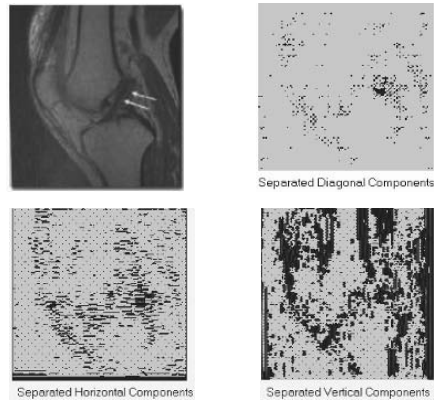 Separated Diagonal Components
Separated Horizontal Components
Separated Vertical Components